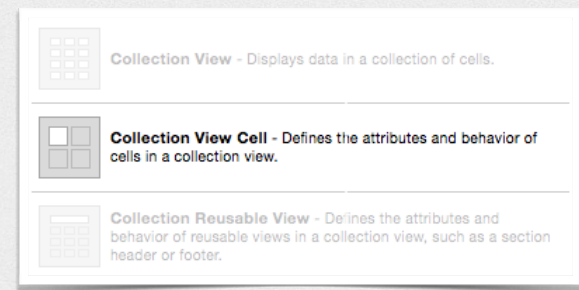 Collection View - Displays data in a collection of cells.
Collection View Cell - Defines the attributes and behavior of
cells in a collection view.
Collection Reusable View - Defines the attributes and
behavior of reusable views in a collection view, such as a section
header or footer.